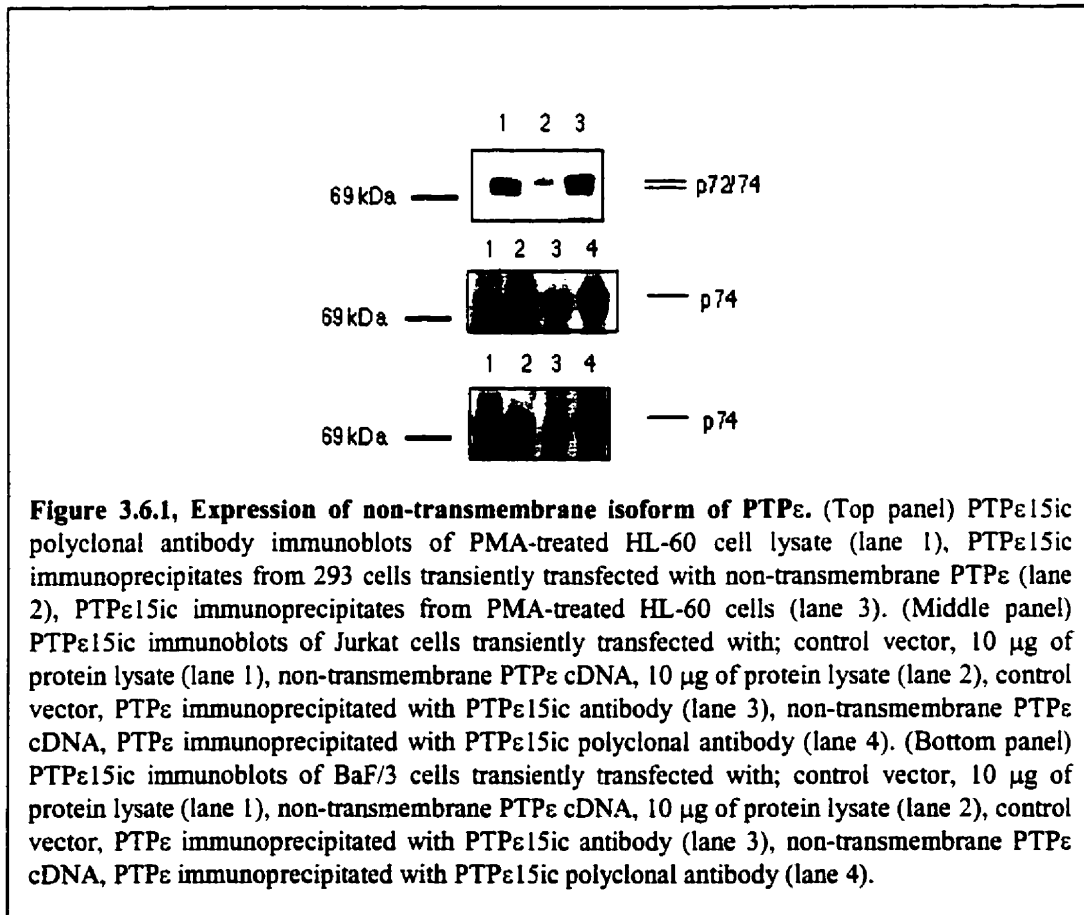 1 2 3
69 kDa p72/74
1 2 3 4
69 kDa p74
1 2 3 4
69 kDa p74
Figure 3.6.1, Expression of non-transmembrane isoform of PTPε. (Top panel) PTPε15ic
polyclonal antibody immunoblots of PMA-treated HL-60 cell lysate (lane 1), PTPε15ic
immunoprecipitates from 293 cells transiently transfected with non-transmembrane PTPε (lane
2), PTPε15ic immunoprecipitates from PMA-treated HL-60 cells (lane 3). (Middle panel)
PTPε15ic immunoblots of Jurkat cells transiently transfected with; control vector, 10 μg of
protein lysate (lane 1), non-transmembrane PTPε cDNA, 10 μg of protein lysate (lane 2), control
vector, PTPε immunoprecipitated with PTPε15ic antibody (lane 3), non-transmembrane PTPε
cDNA, PTPε immunoprecipitated with PTPε15ic polyclonal antibody (lane 4). (Bottom panel)
PTPε15ic immunoblots of BaF/3 cells transiently transfected with; control vector, 10 μg of
protein lysate (lane 1), non-transmembrane PTPε cDNA, 10 μg of protein lysate (lane 2), control
vector, PTPε immunoprecipitated with PTPε15ic antibody (lane 3), non-transmembrane PTPε
cDNA, PTPε immunoprecipitated with PTPε15ic polyclonal antibody (lane 4).